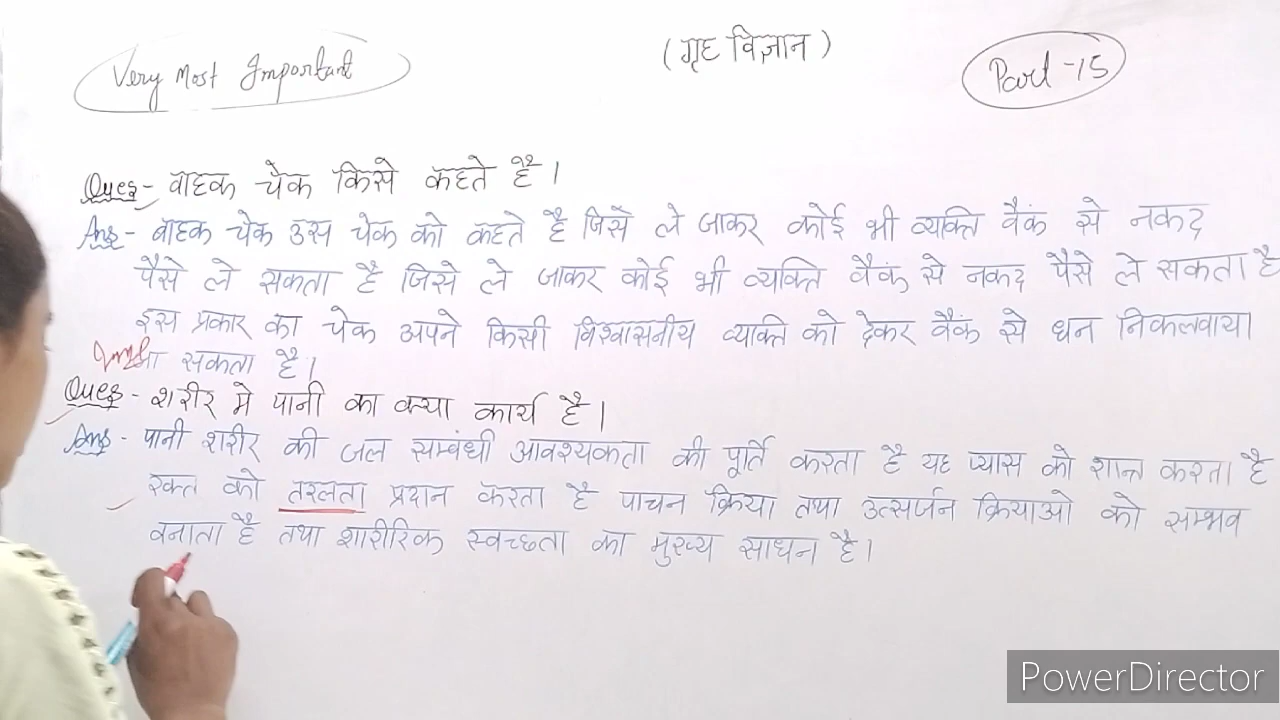 Very Most Important
(गृह विज्ञान)
Part-15
Ques- वाहक चेक किसे कहते है।
Ans- वाहक चेक उस चेक को कहते है जिसे ले जाकर कोई भी व्यक्ति वैकं से नकद
पैसे ले सकता है जिसे ले जाकर कोई भी व्यक्ति वैकं से नकद पैसे ले सकता है
इस प्रकार का चेक अपने किसी विश्वासनीय व्यक्ति को देकर वैकं से धन निकलवाया
जा सकता है।
Ques- शरीर मे पानी का क्या कार्य है।
Ans- पानी शरीर की जल सम्बंधी आवश्यकता की पूर्ति करता है यह प्यास को शान्त करता है
रक्त को तरलता प्रदान करता है पाचन क्रिया तथा उत्सर्जन क्रियाओ को सम्भव
वनाता है तथा शारीरिक स्वच्छता का मुख्य साधन है।
PowerDirector